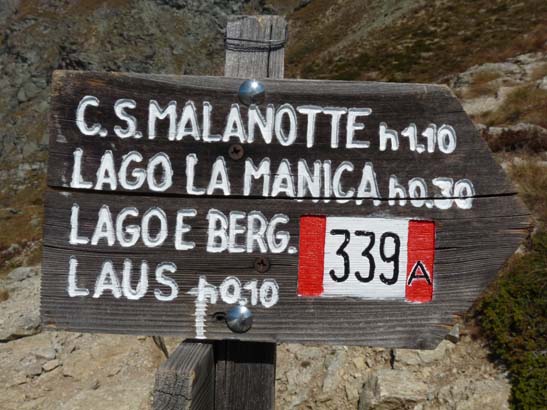 C.S. MALANOTTE h1.10
LAGO LA MANICA h0.30
LAGO E BERG.
LAUS h0.10
339 A